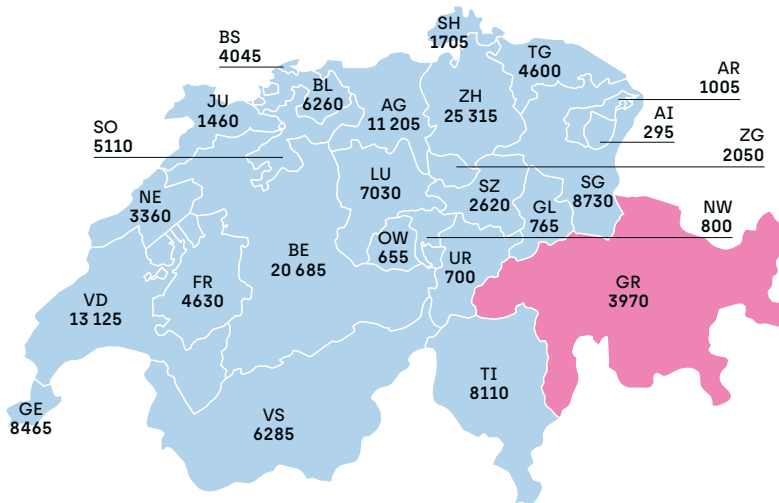 SH
1705
BS
4045
TG
4600
AR
1005
BL
6260
JU
1460
AG
11 205
ZH
25 315
AI
295
SO
5110
ZG
2050
LU
7030
SZ
2620
SG
8730
NE
3360
GL
765
NW
800
OW
655
BE
20 685
UR
700
FR
4630
GR
3970
VD
13 125
TI
8110
GE
8465
VS
6285